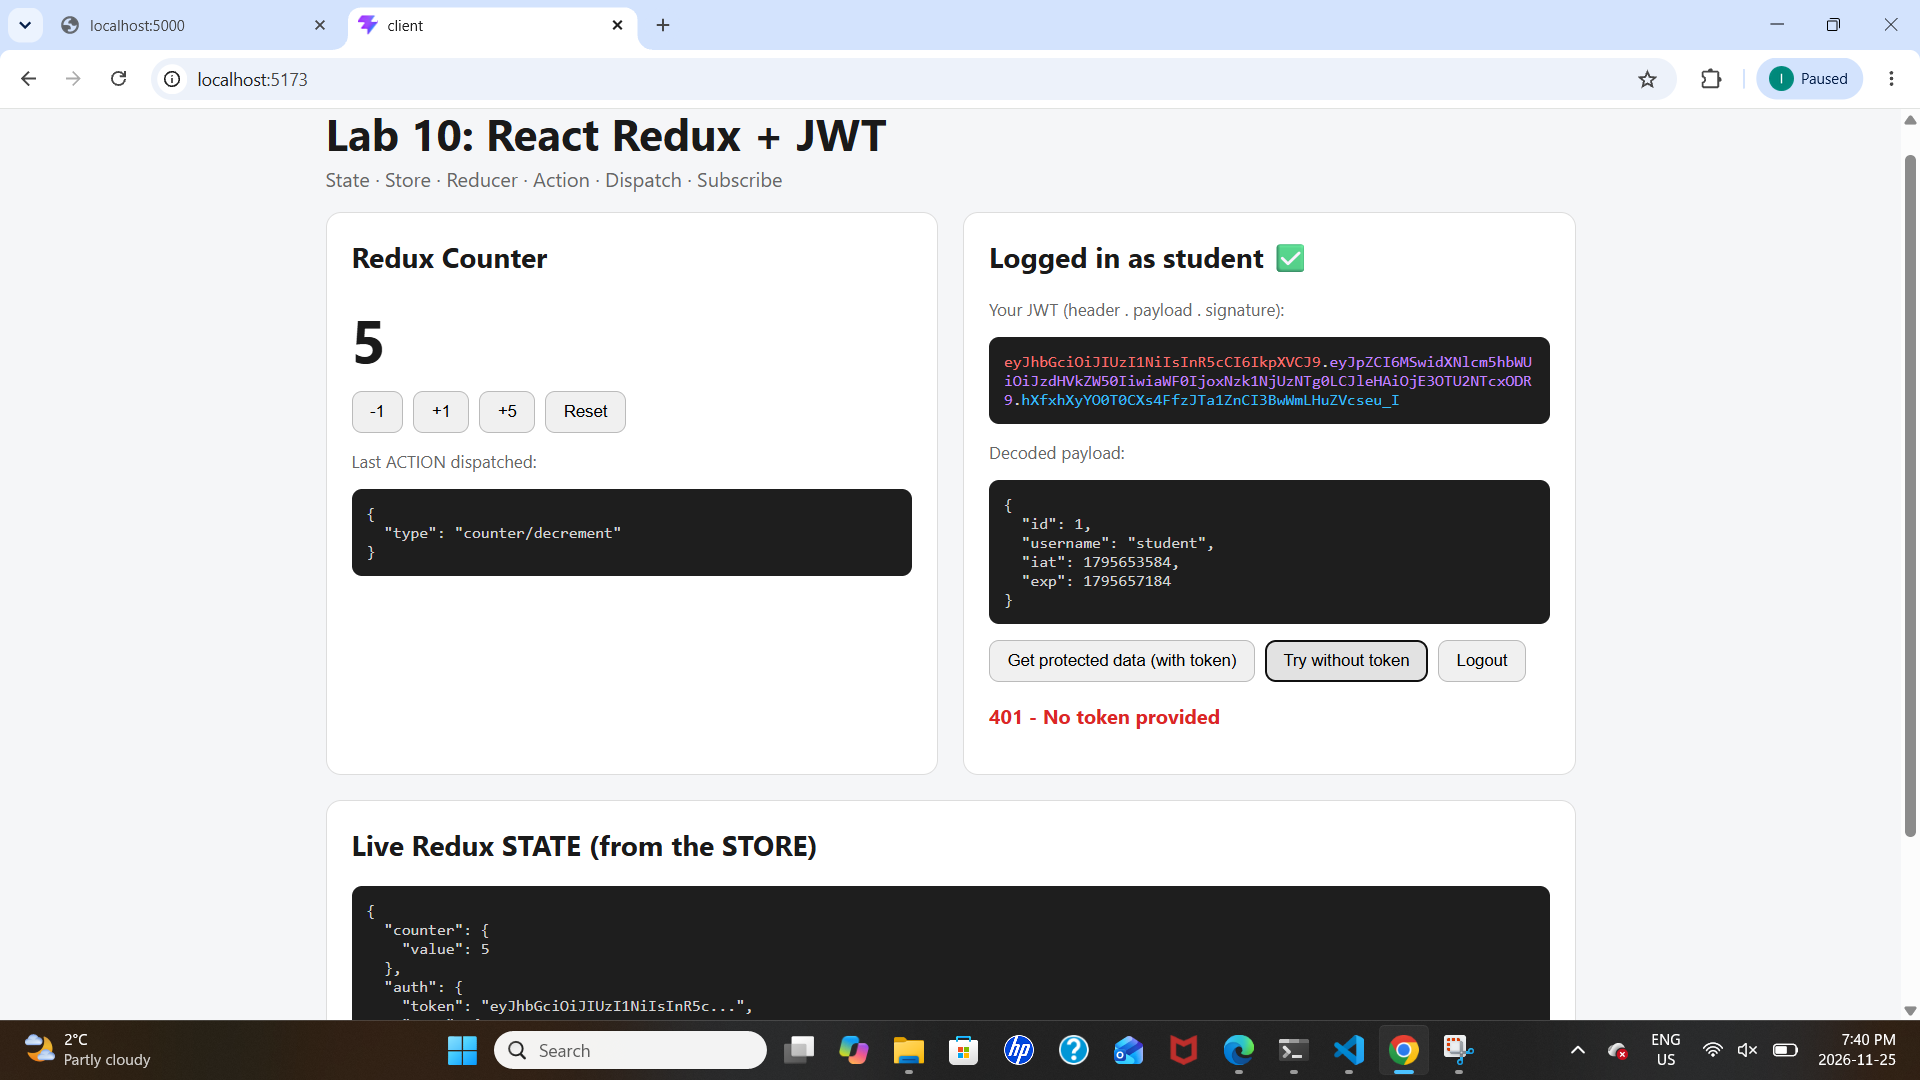 localhost:5000
client
localhost:5173
Paused
Lab 10: React Redux + JWT
State · Store · Reducer · Action · Dispatch · Subscribe
Redux Counter
5
-1 +1 +5 Reset
Last ACTION dispatched:
{
"type": "counter/decrement"
}
Logged in as student
Your JWT (header . payload . signature):
eyJhbGciOiJIUzI1NiIsInR5cCI6IkpXVCJ9.eyJpZCI6MSwidXNlcm5hbWU
iOiJzdHVkZW50IiwiaWF0IjoxNzk1NjUzNTg0LCJleHAiOjE3OTU2NTcxODR
9.hXfxhXyYO0T0CXs4FfzJTa1ZnCI3BwWmLHuZVcseu_I
Decoded payload:
{
"id": 1,
"username": "student",
"iat": 1795653584,
"exp": 1795657184
}
Get protected data (with token) Try without token Logout
401 - No token provided
Live Redux STATE (from the STORE)
{
"counter": {
"value": 5
},
"auth": {
"token": "eyJhbGciOiJIUzI1NiIsInR5c...",
2°C
Partly cloudy
Search
hp
ENG
US
7:40 PM
2026-11-25